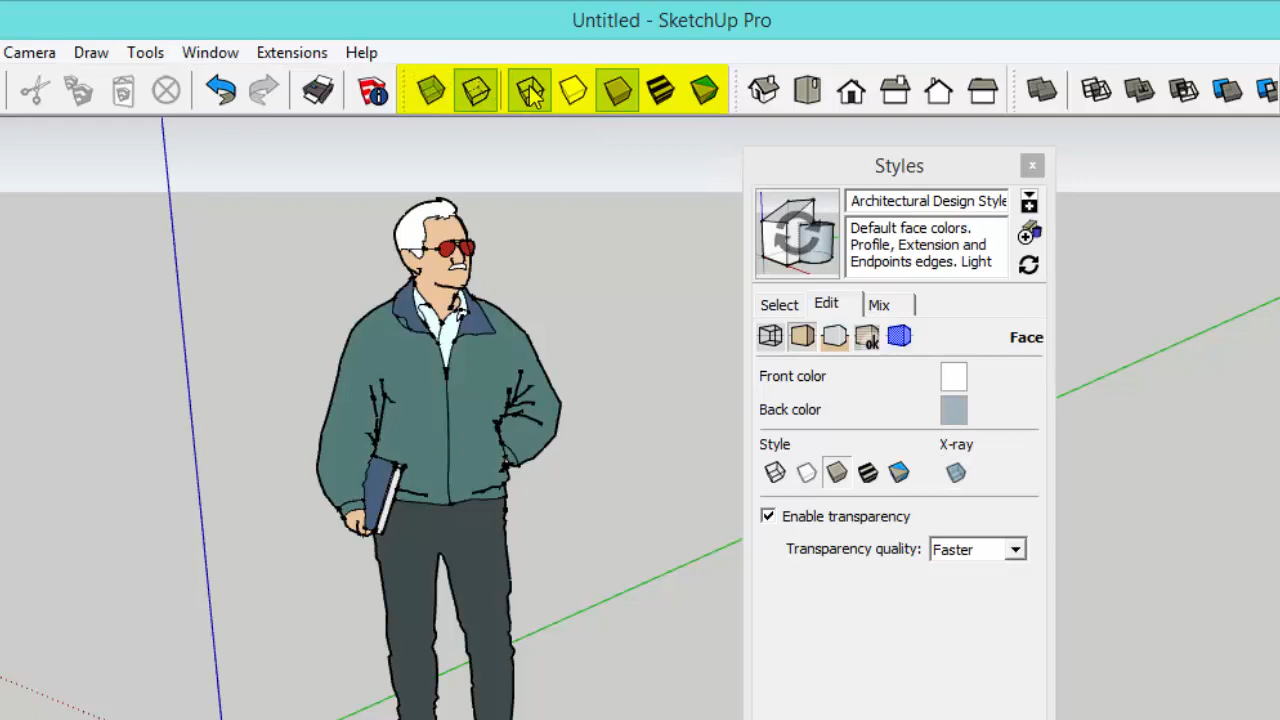 Untitled - SketchUp Pro
Camera Draw Tools Window Extensions Help
Styles
x
Architectural Design Style
Default face colors.
Profile, Extension and
Endpoints edges. Light
Select Edit Mix
ok
Face
Front color
Back color
Style X-ray
Enable transparency
Transparency quality: Faster